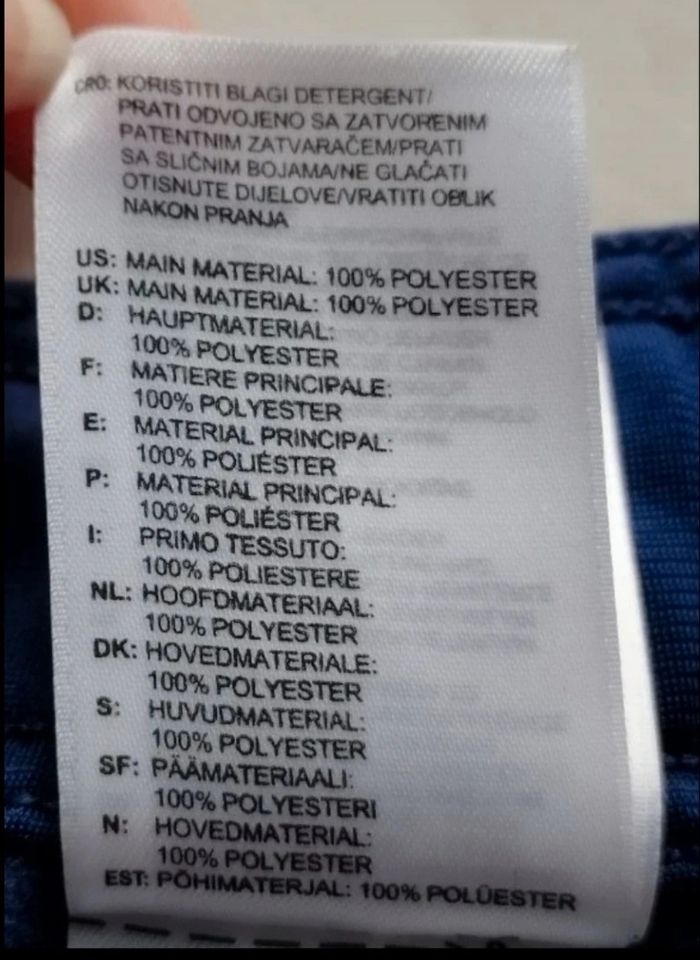 CRO: KORISTITI BLAGI DETERGENT/
PRATI ODVOJENO SA ZATVORENIM
PATENTNIM ZATVARAČEM/PRATI
SA SLIČNIM BOJAMA/NE GLAČATI
OTISNUTE DIJELOVE/VRATITI OBLIK
NAKON PRANJA
US: MAIN MATERIAL: 100% POLYESTER
UK: MAIN MATERIAL: 100% POLYESTER
D: HAUPTMATERIAL:
100% POLYESTER
F: MATIERE PRINCIPALE:
100% POLYESTER
E: MATERIAL PRINCIPAL:
100% POLIÉSTER
P: MATERIAL PRINCIPAL:
100% POLIÉSTER
I: PRIMO TESSUTO:
100% POLIESTERE
NL: HOOFDMATERIAAL:
100% POLYESTER
DK: HOVEDMATERIALE:
100% POLYESTER
S: HUVUDMATERIAL:
100% POLYESTER
SF: PÄÄMATERIAALI:
100% POLYESTERI
N: HOVEDMATERIAL:
100% POLYESTER
EST: PÕHIMATERJAL: 100% POLÜESTER